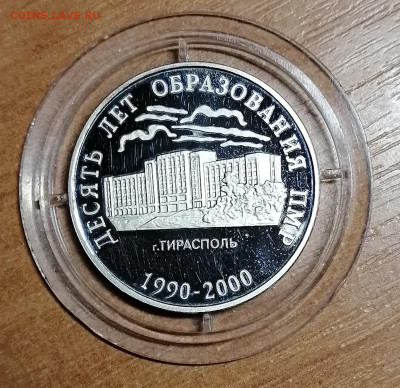 COINS.LAVE.RU
ДЕСЯТЬ ЛЕТ ОБРАЗОВАНИЯ ПМР
г.ТИРАСПОЛЬ
1990-2000